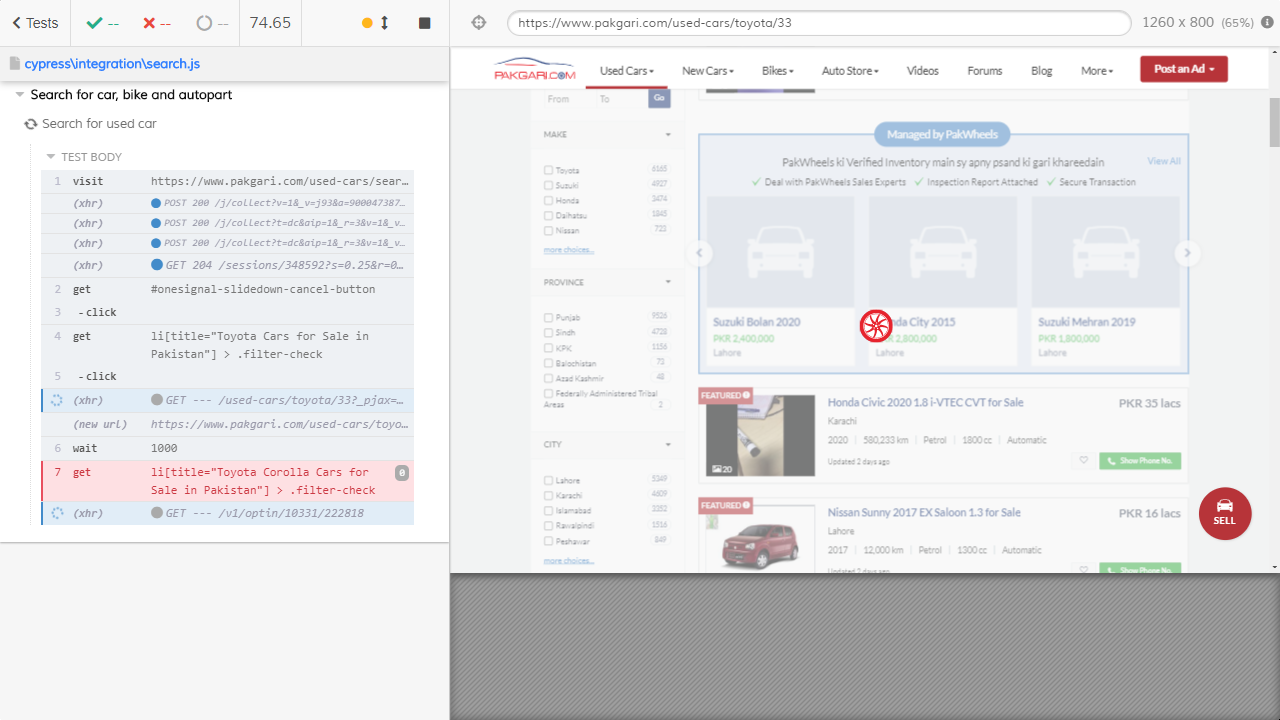 Tests
--
--
--
74.65
https://www.pakgari.com/used-cars/toyota/33
1260 x 800 (65%)
cypress\integration\search.js
Search for car, bike and autopart
Search for used car
TEST BODY
1 visit https://www.pakgari.com/used-cars/sear…
(xhr) POST 200 /j/collect?v=1&_v=j93&a=900047387…
(xhr) POST 200 /j/collect?t=dc&aip=1&_r=3&v=1&_v…
(xhr) POST 200 /j/collect?t=dc&aip=1&_r=3&v=1&_v…
(xhr) GET 204 /sessions/348592?s=0.25&r=0…
2 get #onesignal-slidedown-cancel-button
3 -click
4 get li[title="Toyota Cars for Sale in
Pakistan"] > .filter-check
5 -click
(xhr) GET --- /used-cars/toyota/33?_pjax=…
(new url) https://www.pakgari.com/used-cars/toyo…
6 wait 1000
7 get li[title="Toyota Corolla Cars for 0
Sale in Pakistan"] > .filter-check
(xhr) GET --- /v1/optin/10331/222818
PAKGARI.COM
Used Cars
New Cars
Bikes
Auto Store
Videos
Forums
Blog
More
Post an Ad
From
To
Go
MAKE
Toyota 6165
Suzuki 4927
Honda 3474
Daihatsu 1845
Nissan 723
more choices...
PROVINCE
Punjab 9526
Sindh 4728
KPK 1156
Balochistan 73
Azad Kashmir 48
Federally Administered Tribal
Areas 2
CITY
Lahore 5349
Karachi 4609
Islamabad 3352
Rawalpindi 1516
Peshawar 849
more choices...
Managed by PakWheels
PakWheels ki Verified Inventory main sy apny psand ki gari khareedain
View All
Deal with PakWheels Sales Experts
Inspection Report Attached
Secure Transaction
Suzuki Bolan 2020
PKR 2,400,000
Lahore
nda City 2015
2,800,000
Lahore
Suzuki Mehran 2019
PKR 1,800,000
Lahore
FEATURED
20
Honda Civic 2020 1.8 i-VTEC CVT for Sale
PKR 35 lacs
Karachi
2020 | 580,233 km | Petrol | 1800 cc | Automatic
Updated 2 days ago
Show Phone No.
FEATURED
Nissan Sunny 2017 EX Saloon 1.3 for Sale
PKR 16 lacs
Lahore
2017 | 12,000 km | Petrol | 1300 cc | Automatic
Updated 2 days ago
Show Phone No.
SELL